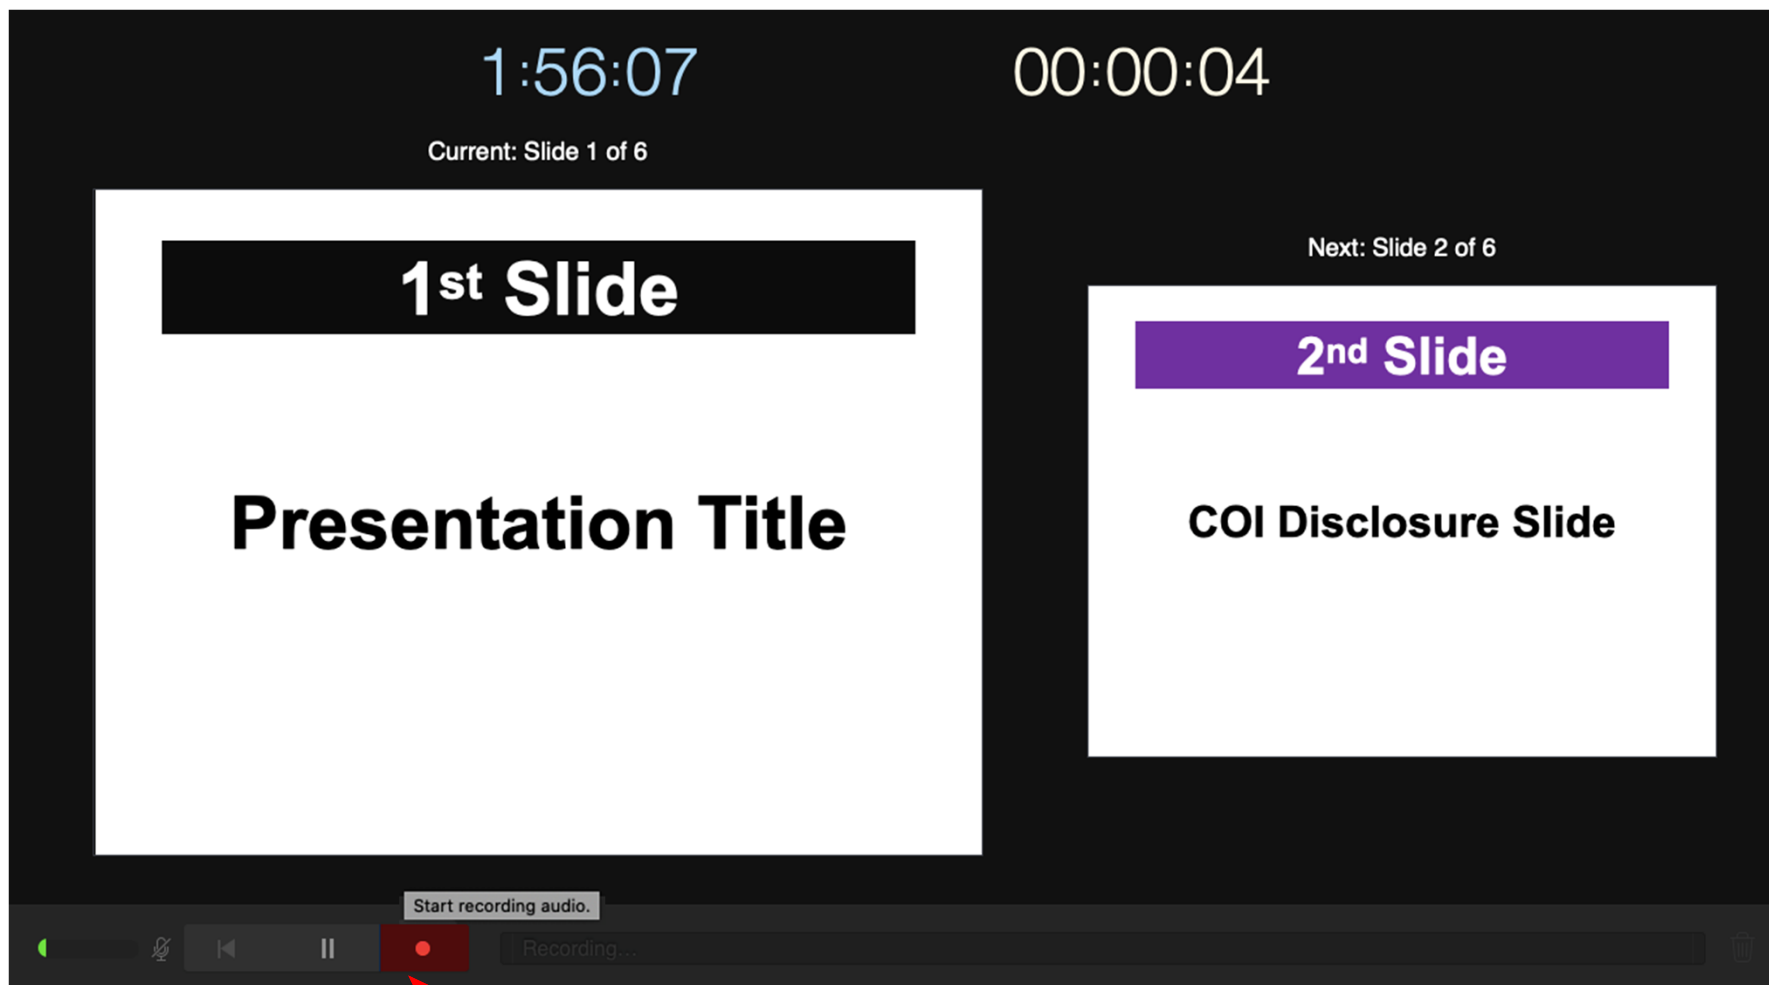 1:56:07
00:00:04
Current: Slide 1 of 6
1st Slide
Presentation Title
Next: Slide 2 of 6
2nd Slide
COI Disclosure Slide
Start recording audio.
Recording...